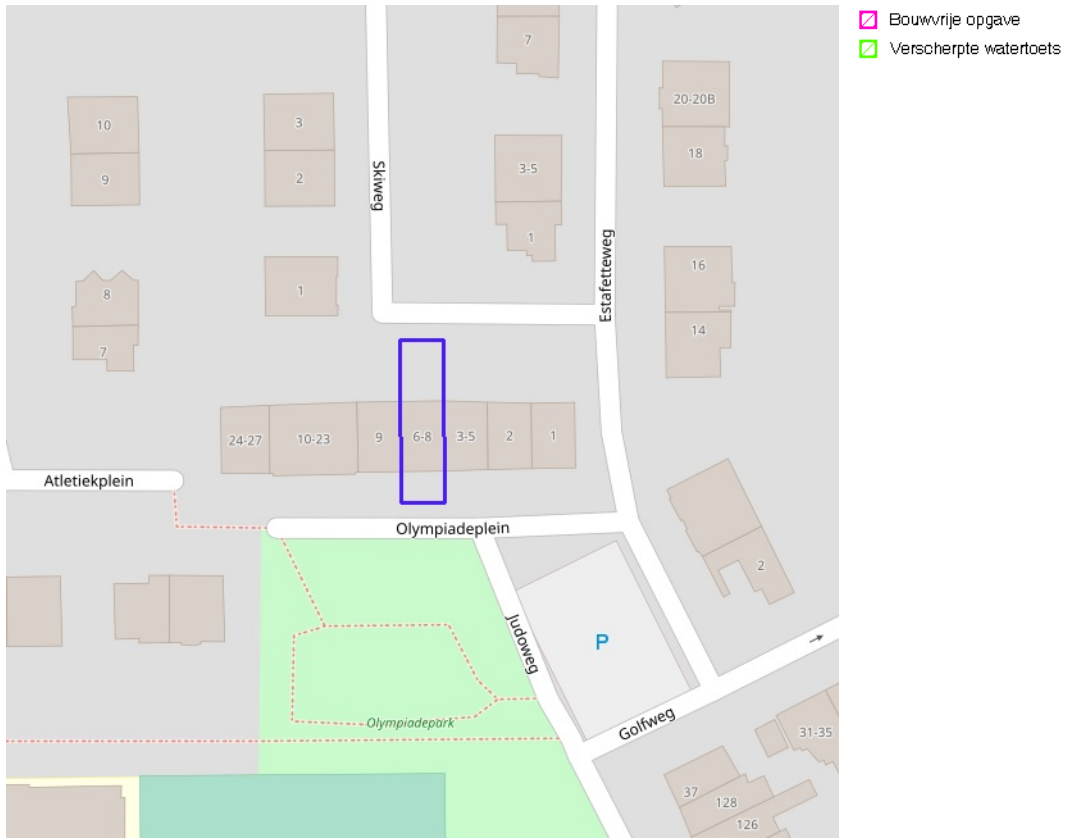 Bouwvrije opgave
Verscherpte watertoets
7
20-20B
10
3
18
3-5
9
2
Skiweg
1
Estafetteweg
16
8
1
14
7
24-27
10-23
9
6-8
3-5
2
1
Atletiekplein
Olympiadeplein
2
Judoweg
P
Olympiadepark
Golfweg
31-35
37
128
126